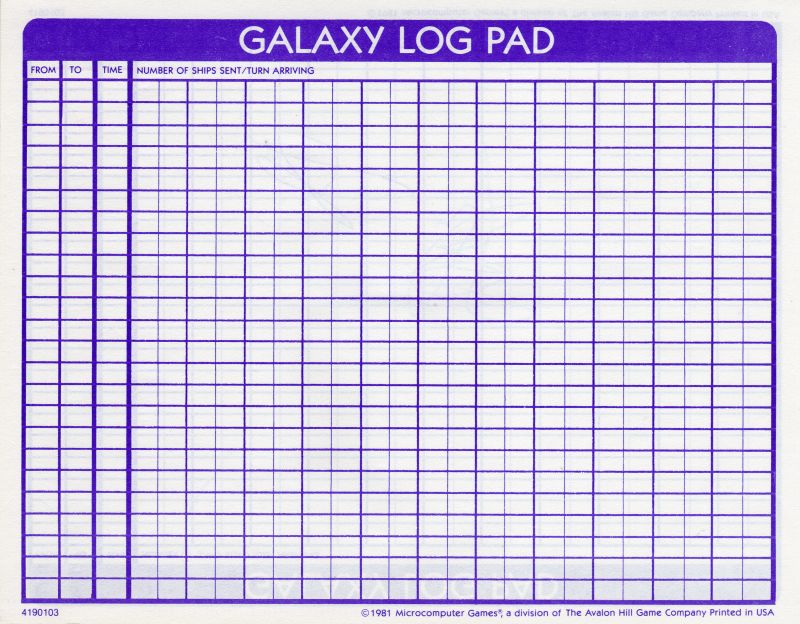 GALAXY LOG PAD
FROM TO TIME NUMBER OF SHIPS SENT/TURN ARRIVING
4190103 ©1981 Microcomputer Games®, a division of The Avalon Hill Game Company Printed in USA